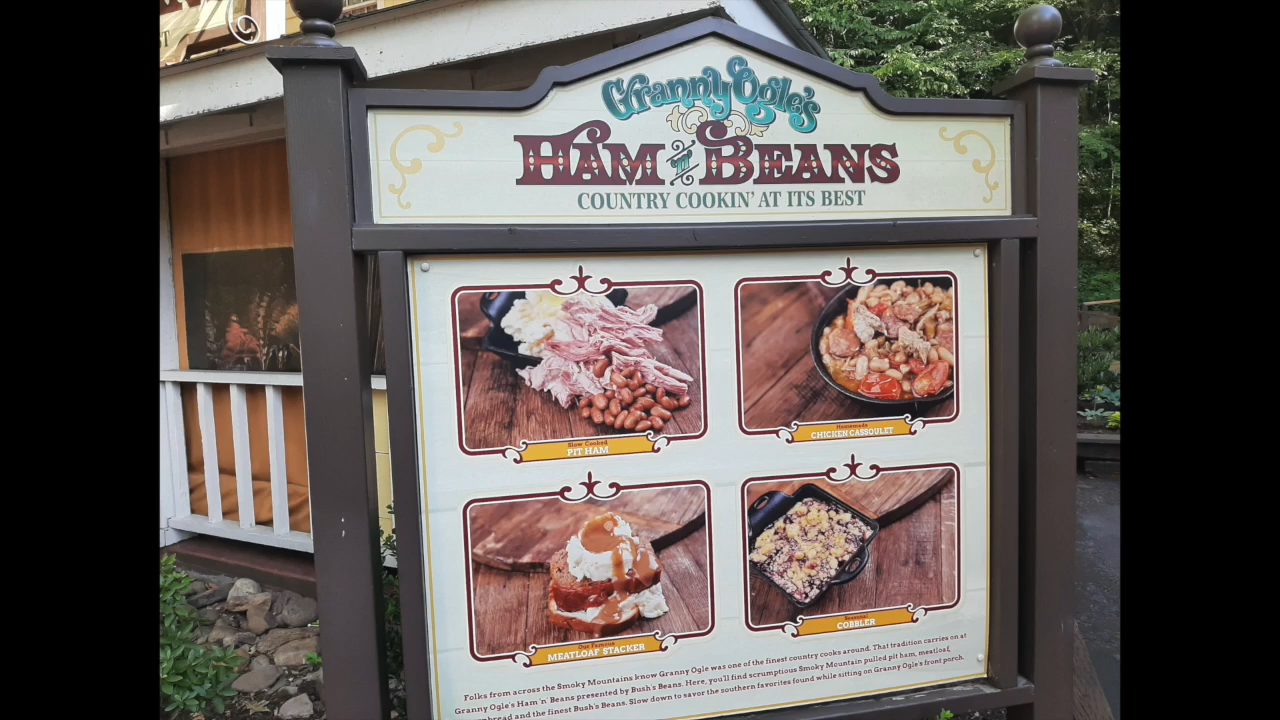 Granny Ogle's
HAM 'n' BEANS
COUNTRY COOKIN' AT ITS BEST
Slow Cooked
PIT HAM
Homemade
CHICKEN CASSOULET
Our Famous
MEATLOAF STACKER
COBBLER
Folks from across the Smoky Mountains know Granny Ogle was one of the finest country cooks around. That tradition carries on at
Granny Ogle's Ham 'n' Beans presented by Bush's Beans. Here, you'll find scrumptious Smoky Mountain pulled pit ham, meatloaf,
and the finest Bush's Beans. Slow down to savor the southern favorites found while sitting on Granny Ogle's front porch.